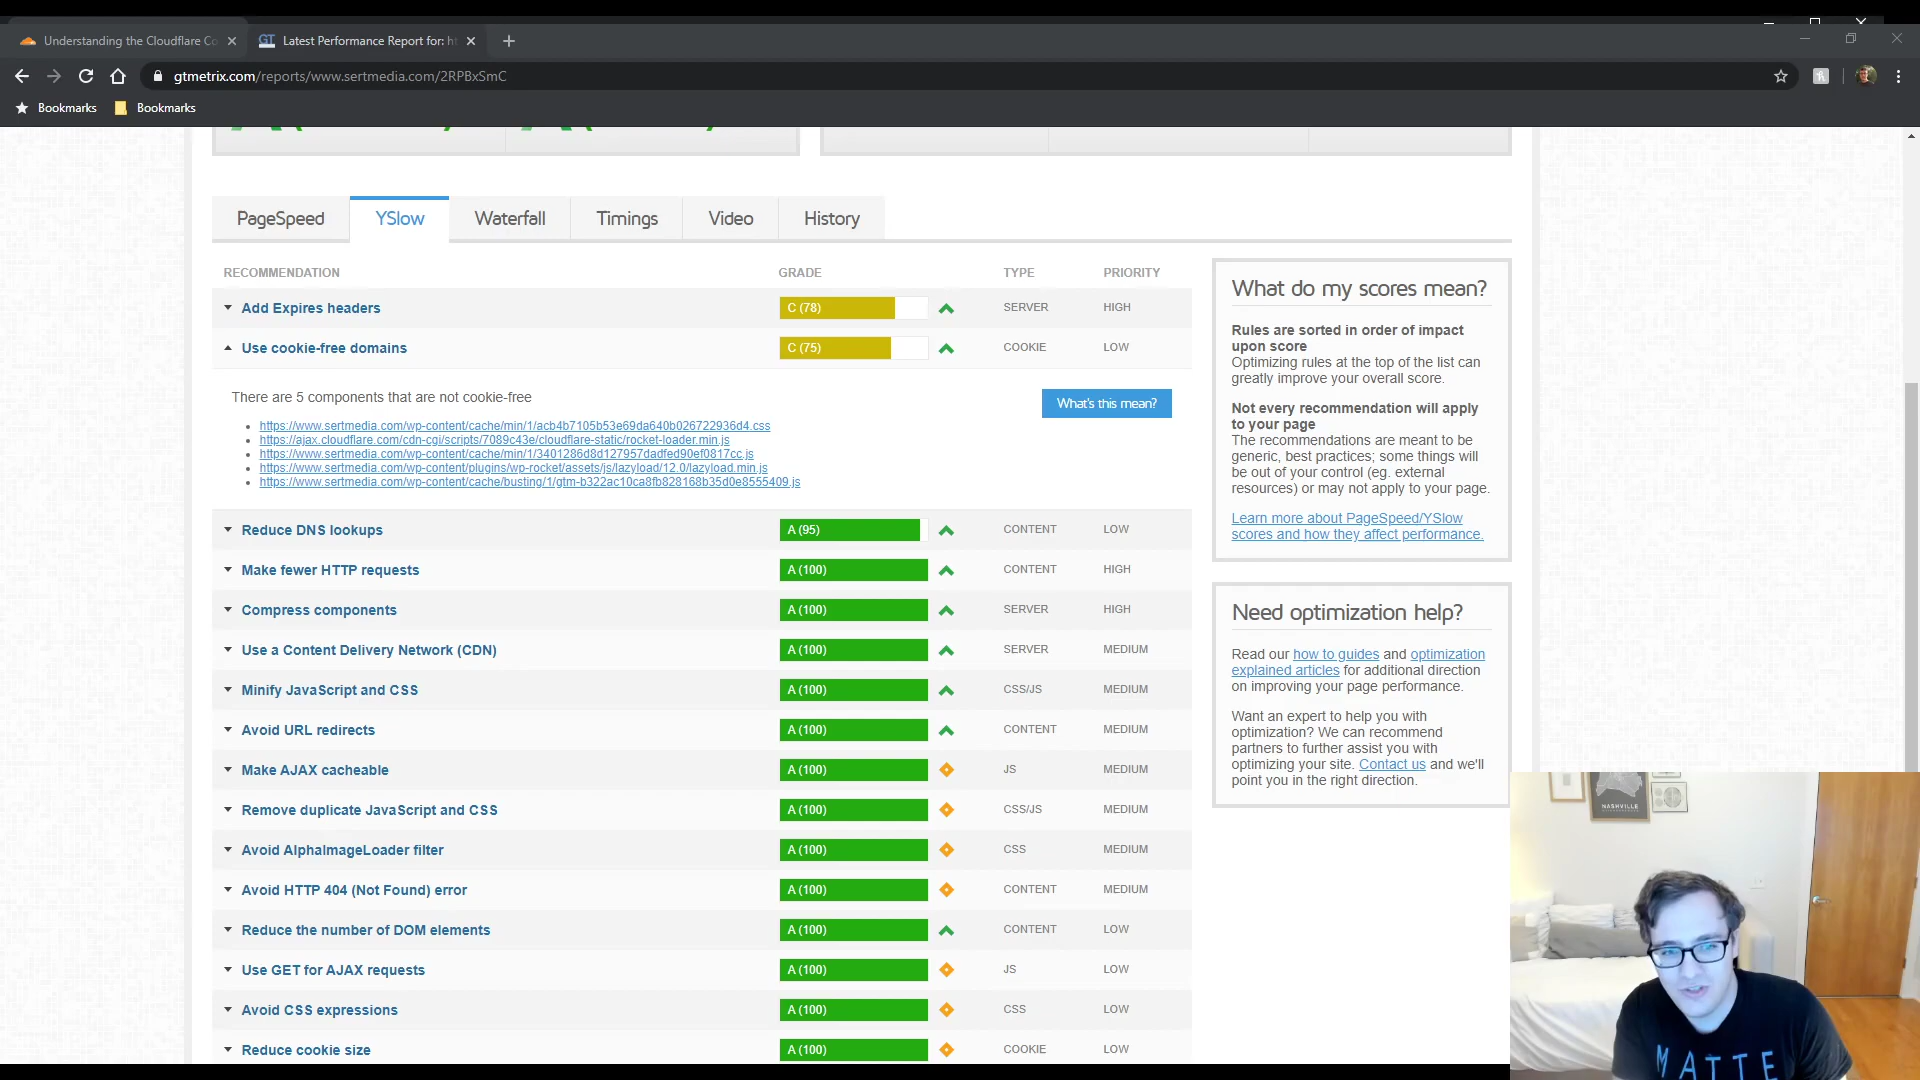 Understanding the Cloudflare Co
GT Latest Performance Report for: ht
gtmetrix.com/reports/www.sertmedia.com/2RPBxSmC
Bookmarks
Bookmarks
PageSpeed
YSlow
Waterfall
Timings
Video
History
RECOMMENDATION GRADE TYPE PRIORITY
Add Expires headers C (78) SERVER HIGH
Use cookie-free domains C (75) COOKIE LOW
There are 5 components that are not cookie-free
What's this mean?
https://www.sertmedia.com/wp-content/cache/min/1/acb4b7105b53e69da640b026722936d4.css
https://ajax.cloudflare.com/cdn-cgi/scripts/7089c43e/cloudflare-static/rocket-loader.min.js
https://www.sertmedia.com/wp-content/cache/min/1/3401286d8d127957dadfed90ef0817cc.js
https://www.sertmedia.com/wp-content/plugins/wp-rocket/assets/js/lazyload/12.0/lazyload.min.js
https://www.sertmedia.com/wp-content/cache/busting/1/gtm-b322ac10ca8fb828168b35d0e8555409.js
Reduce DNS lookups A (95) CONTENT LOW
Make fewer HTTP requests A (100) CONTENT HIGH
Compress components A (100) SERVER HIGH
Use a Content Delivery Network (CDN) A (100) SERVER MEDIUM
Minify JavaScript and CSS A (100) CSS/JS MEDIUM
Avoid URL redirects A (100) CONTENT MEDIUM
Make AJAX cacheable A (100) JS MEDIUM
Remove duplicate JavaScript and CSS A (100) CSS/JS MEDIUM
Avoid AlphaImageLoader filter A (100) CSS MEDIUM
Avoid HTTP 404 (Not Found) error A (100) CONTENT MEDIUM
Reduce the number of DOM elements A (100) CONTENT LOW
Use GET for AJAX requests A (100) JS LOW
Avoid CSS expressions A (100) CSS LOW
Reduce cookie size A (100) COOKIE LOW
What do my scores mean?
Rules are sorted in order of impact
upon score
Optimizing rules at the top of the list can
greatly improve your overall score.
Not every recommendation will apply
to your page
The recommendations are meant to be
generic, best practices; some things will
be out of your control (eg. external
resources) or may not apply to your page.
Learn more about PageSpeed/YSlow
scores and how they affect performance.
Need optimization help?
Read our how to guides and optimization
explained articles for additional direction
on improving your page performance.
Want an expert to help you with
optimization? We can recommend
partners to further assist you with
optimizing your site. Contact us and we'll
point you in the right direction.
NASHVILLE
MATTE